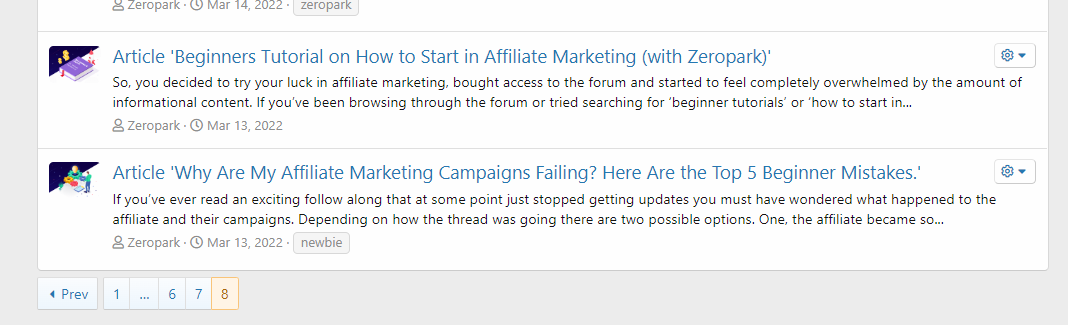 Zeropark · Mar 14, 2022 · zeropark
Article 'Beginners Tutorial on How to Start in Affiliate Marketing (with Zeropark)'
So, you decided to try your luck in affiliate marketing, bought access to the forum and started to feel completely overwhelmed by the amount of
informational content. If you've been browsing through the forum or tried searching for 'beginner tutorials' or 'how to start in...
Zeropark · Mar 13, 2022
Article 'Why Are My Affiliate Marketing Campaigns Failing? Here Are the Top 5 Beginner Mistakes.'
If you've ever read an exciting follow along that at some point just stopped getting updates you must have wondered what happened to the
affiliate and their campaigns. Depending on how the thread was going there are two possible options. One, the affiliate became so...
Zeropark · Mar 13, 2022 · newbie
Prev 1 ... 6 7 8